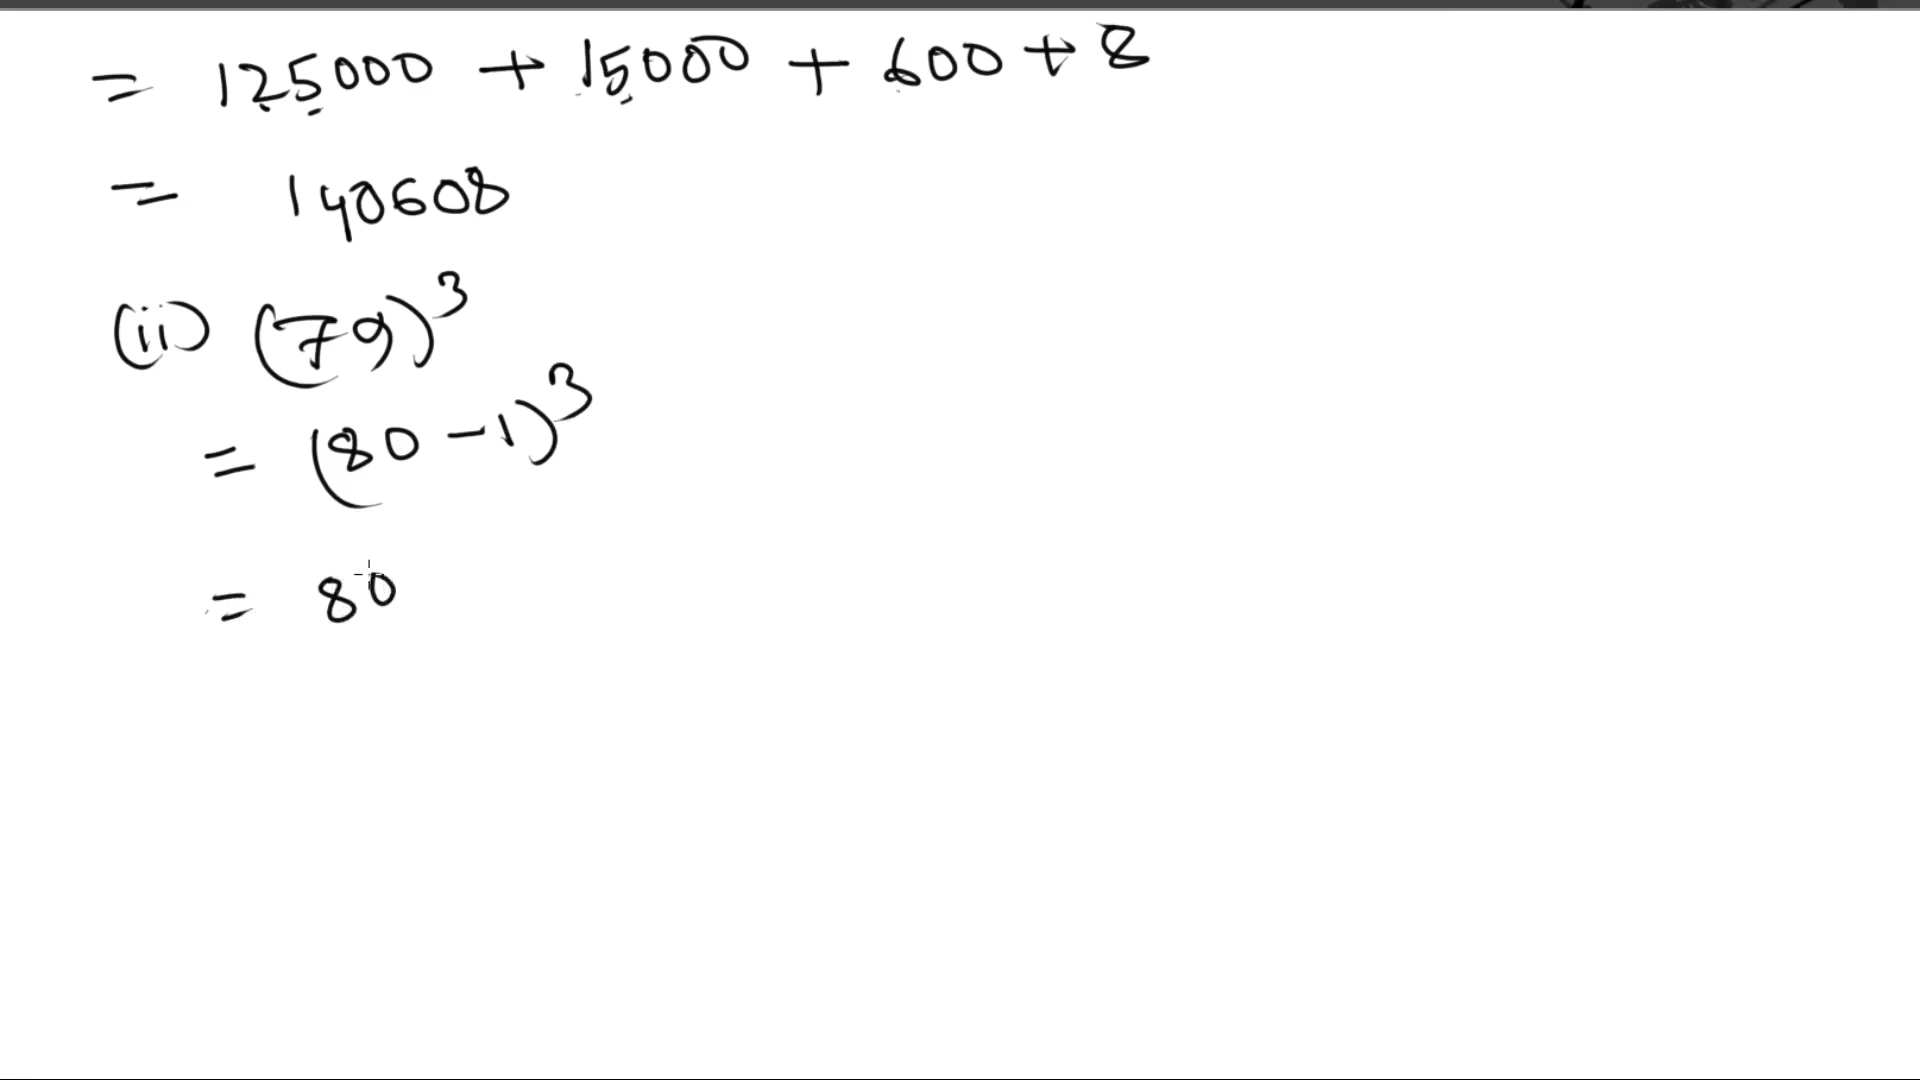 = 125000 + 15000 + 600 + 8
= 140608
(ii) (79)³
= (80 - 1)³
= 80